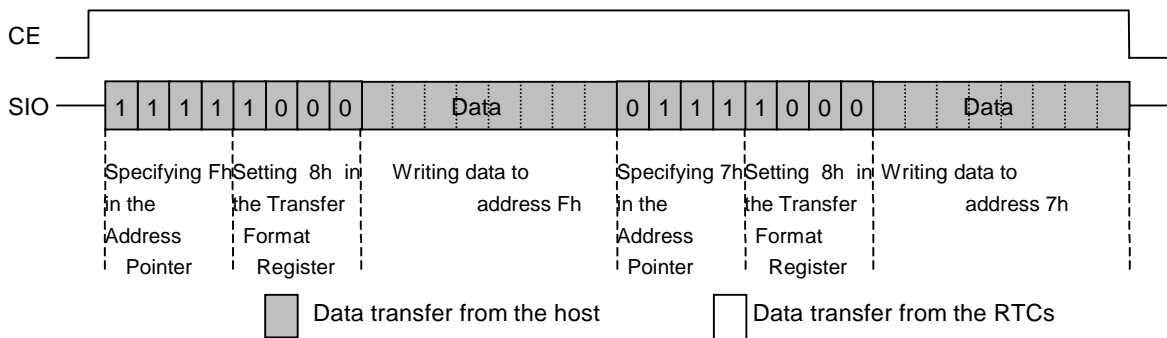 CE
SIO 1 1 1 1 1 0 0 0 Data 0 1 1 1 1 0 0 0 Data
Specifying Fh Setting 8h in Writing data to Specifying 7h Setting 8h in Writing data to
in the the Transfer address Fh in the the Transfer address 7h
Address Format Address Format
Pointer Register Pointer Register
Data transfer from the host Data transfer from the RTCs